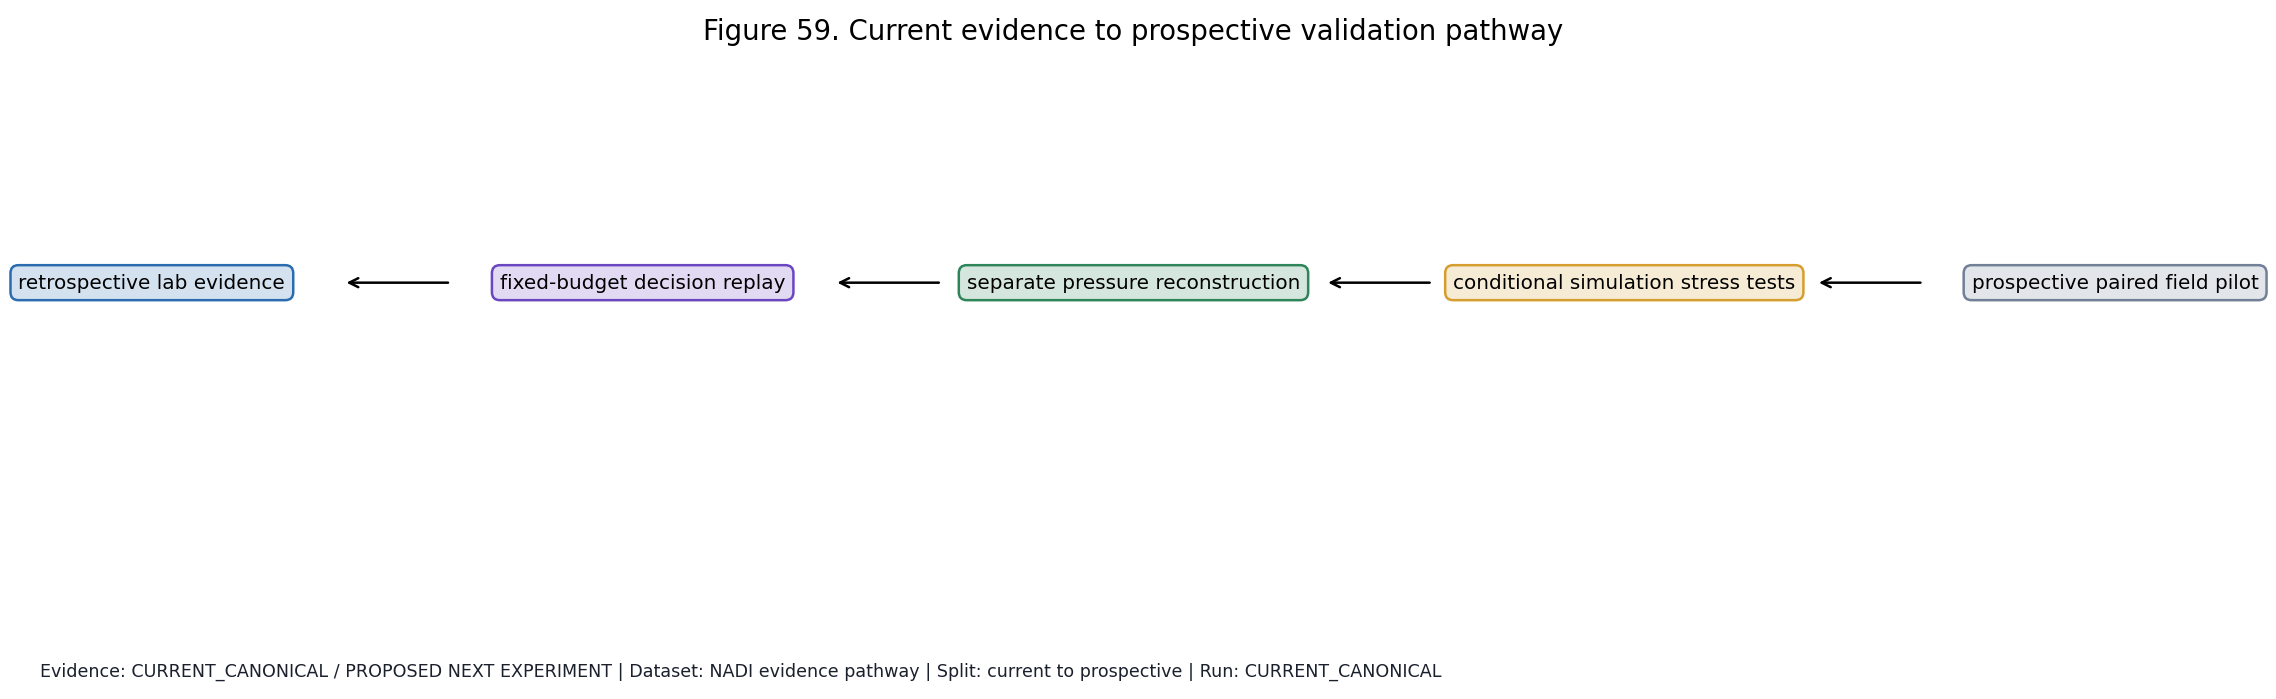 Figure 59. Current evidence to prospective validation pathway
retrospective lab evidence
fixed-budget decision replay
separate pressure reconstruction
conditional simulation stress tests
prospective paired field pilot
Evidence: CURRENT_CANONICAL / PROPOSED NEXT EXPERIMENT | Dataset: NADI evidence pathway | Split: current to prospective | Run: CURRENT_CANONICAL